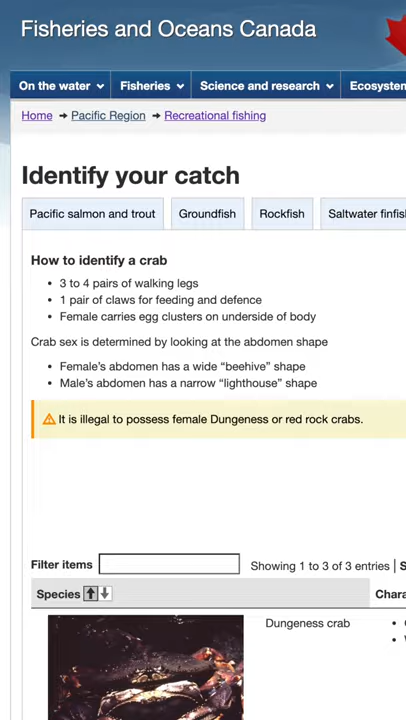 Fisheries and Oceans Canada
On the water Fisheries Science and research
Home → Pacific Region → Recreational fishing
Identify your catch
Pacific salmon and trout Groundfish Rockfish Saltwater
How to identify a crab
• 3 to 4 pairs of walking legs
• 1 pair of claws for feeding and defence
• Female carries egg clusters on underside of body
Crab sex is determined by looking at the abdomen shape
• Female’s abdomen has a wide “beehive” shape
• Male’s abdomen has a narrow “lighthouse” shape
It is illegal to possess female Dungeness or red rock crabs.
Filter items Showing 1 to 3 of 3 entries |
Species
Dungeness crab